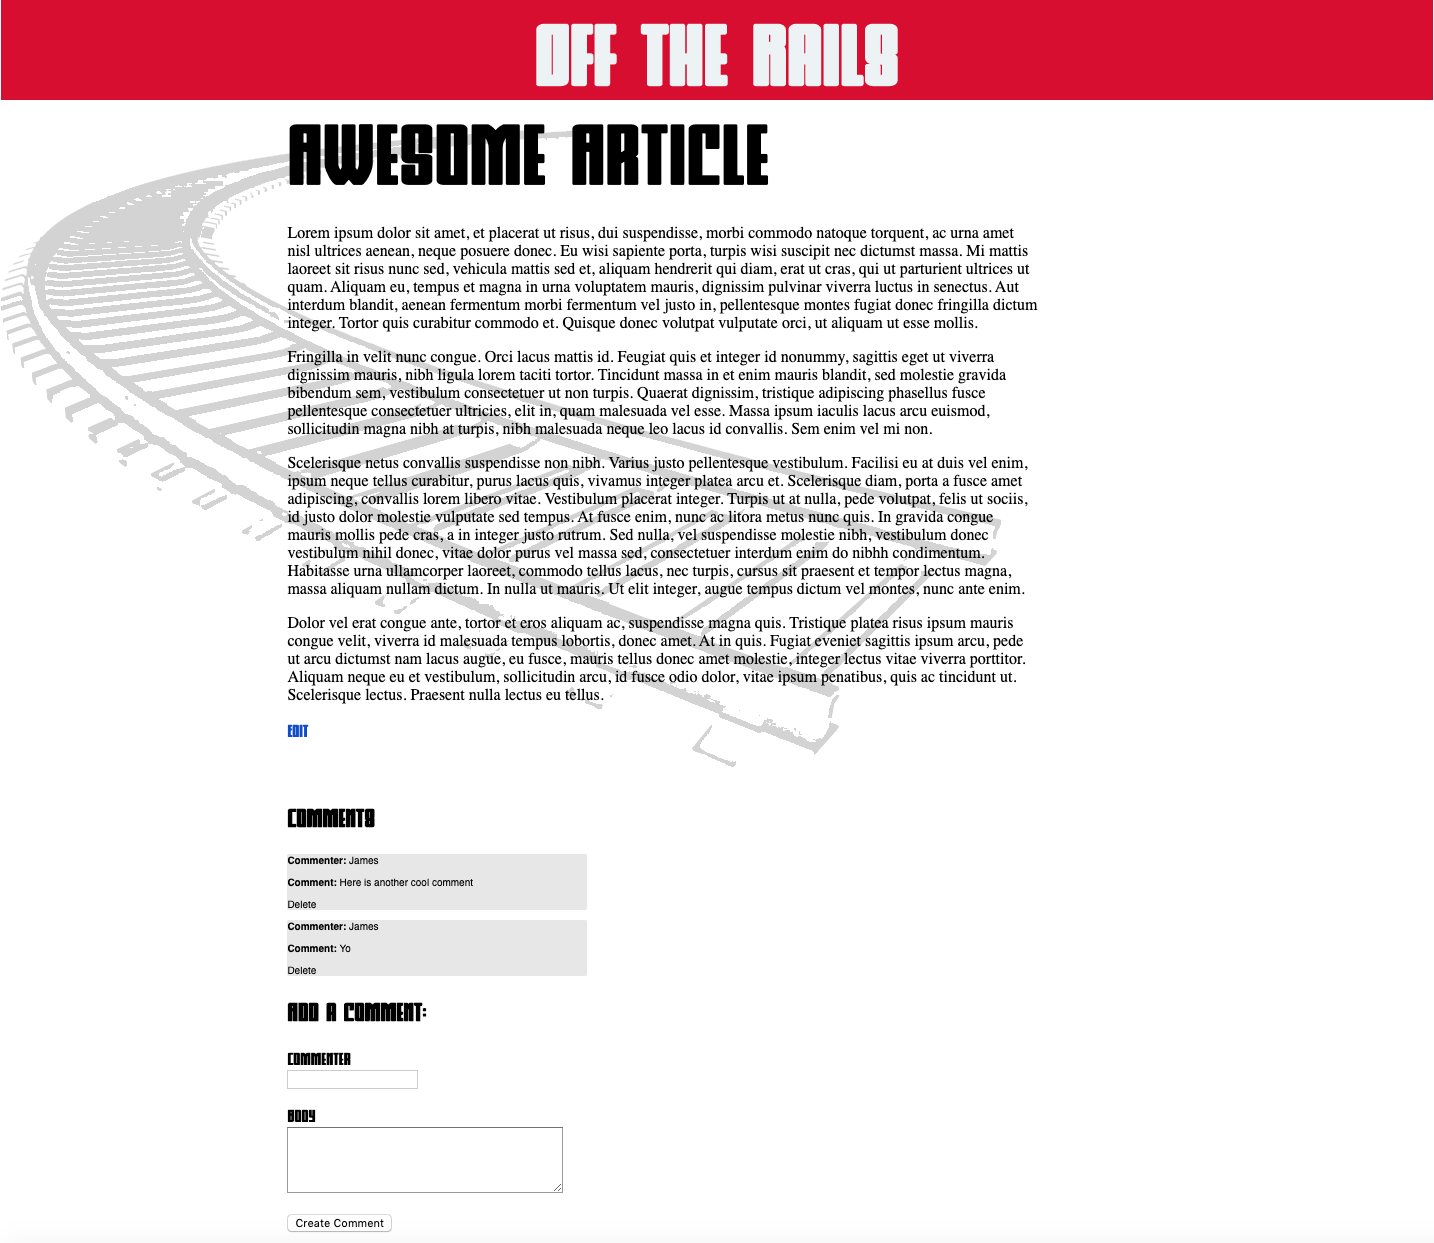 OFF THE RAILS
AWESOME ARTICLE
Lorem ipsum dolor sit amet, et placerat ut risus, dui suspendisse, morbi commodo natoque torquent, ac urna amet
nisl ultrices aenean, neque posuere donec. Eu wisi sapiente porta, turpis wisi suscipit nec dictumst massa. Mi mattis
laoreet sit risus nunc sed, vehicula mattis sed et, aliquam hendrerit qui diam, erat ut cras, qui ut parturient ultrices ut
quam. Aliquam eu, tempus et magna in urna voluptatem mauris, dignissim pulvinar viverra luctus in senectus. Aut
interdum blandit, aenean fermentum morbi fermentum vel justo in, pellentesque montes fugiat donec fringilla dictum
integer. Tortor quis curabitur commodo et. Quisque donec volutpat vulputate orci, ut aliquam ut esse mollis.
Fringilla in velit nunc congue. Orci lacus mattis id. Feugiat quis et integer id nonummy, sagittis eget ut viverra
dignissim mauris, nibh ligula lorem taciti tortor. Tincidunt massa in et enim mauris blandit, sed molestie gravida
bibendum sem, vestibulum consectetuer ut non turpis. Quaerat dignissim, tristique adipiscing phasellus fusce
pellentesque consectetuer ultricies, elit in, quam malesuada vel esse. Massa ipsum iaculis lacus arcu euismod,
sollicitudin magna nibh at turpis, nibh malesuada neque leo lacus id convallis. Sem enim vel mi non.
Scelerisque netus convallis suspendisse non nibh. Varius justo pellentesque vestibulum. Facilisi eu at duis vel enim,
ipsum neque tellus curabitur, purus lacus quis, vivamus integer platea arcu et. Scelerisque diam, porta a fusce amet
adipiscing, convallis lorem libero vitae. Vestibulum placerat integer. Turpis ut at nulla, pede volutpat, felis ut sociis,
id justo dolor molestie vulputate sed tempus. At fusce enim, nunc ac litora metus nunc quis. In gravida congue
mauris mollis pede cras, a in integer justo rutrum. Sed nulla, vel suspendisse molestie nibh, vestibulum donec
vestibulum nihil donec, vitae dolor purus vel massa sed, consectetuer interdum enim do nibhh condimentum.
Habitasse urna ullamcorper laoreet, commodo tellus lacus, nec turpis, cursus sit praesent et tempor lectus magna,
massa aliquam nullam dictum. In nulla ut mauris. Ut elit integer, augue tempus dictum vel montes, nunc ante enim.
Dolor vel erat congue ante, tortor et eros aliquam ac, suspendisse magna quis. Tristique platea risus ipsum mauris
congue velit, viverra id malesuada tempus lobortis, donec amet. At in quis. Fugiat eveniet sagittis ipsum arcu, pede
ut arcu dictumst nam lacus augue, eu fusce, mauris tellus donec amet molestie, integer lectus vitae viverra porttitor.
Aliquam neque eu et vestibulum, sollicitudin arcu, id fusce odio dolor, vitae ipsum penatibus, quis ac tincidunt ut.
Scelerisque lectus. Praesent nulla lectus eu tellus.
EDIT
COMMENTS
Commenter: James
Comment: Here is another cool comment
Delete
Commenter: James
Comment: Yo
Delete
ADD A COMMENT:
COMMENTER
BODY
Create Comment